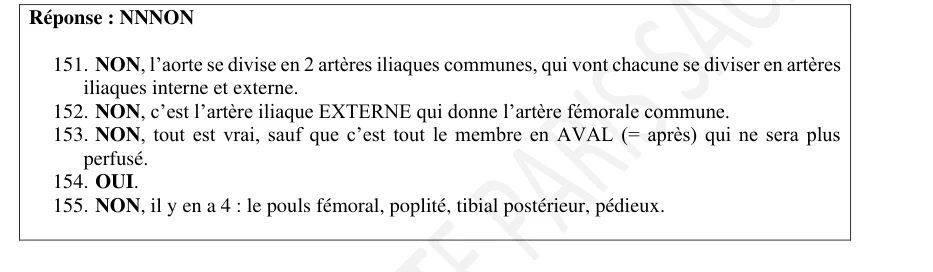 Réponse : NNNON
151. NON, l’aorte se divise en 2 artères iliaques communes, qui vont chacune se diviser en artères
iliaques interne et externe.
152. NON, c’est l’artère iliaque EXTERNE qui donne l’artère fémorale commune.
153. NON, tout est vrai, sauf que c’est tout le membre en AVAL (= après) qui ne sera plus
perfusé.
154. OUI.
155. NON, il y en a 4 : le pouls fémoral, poplité, tibial postérieur, pédieux.
PARIS